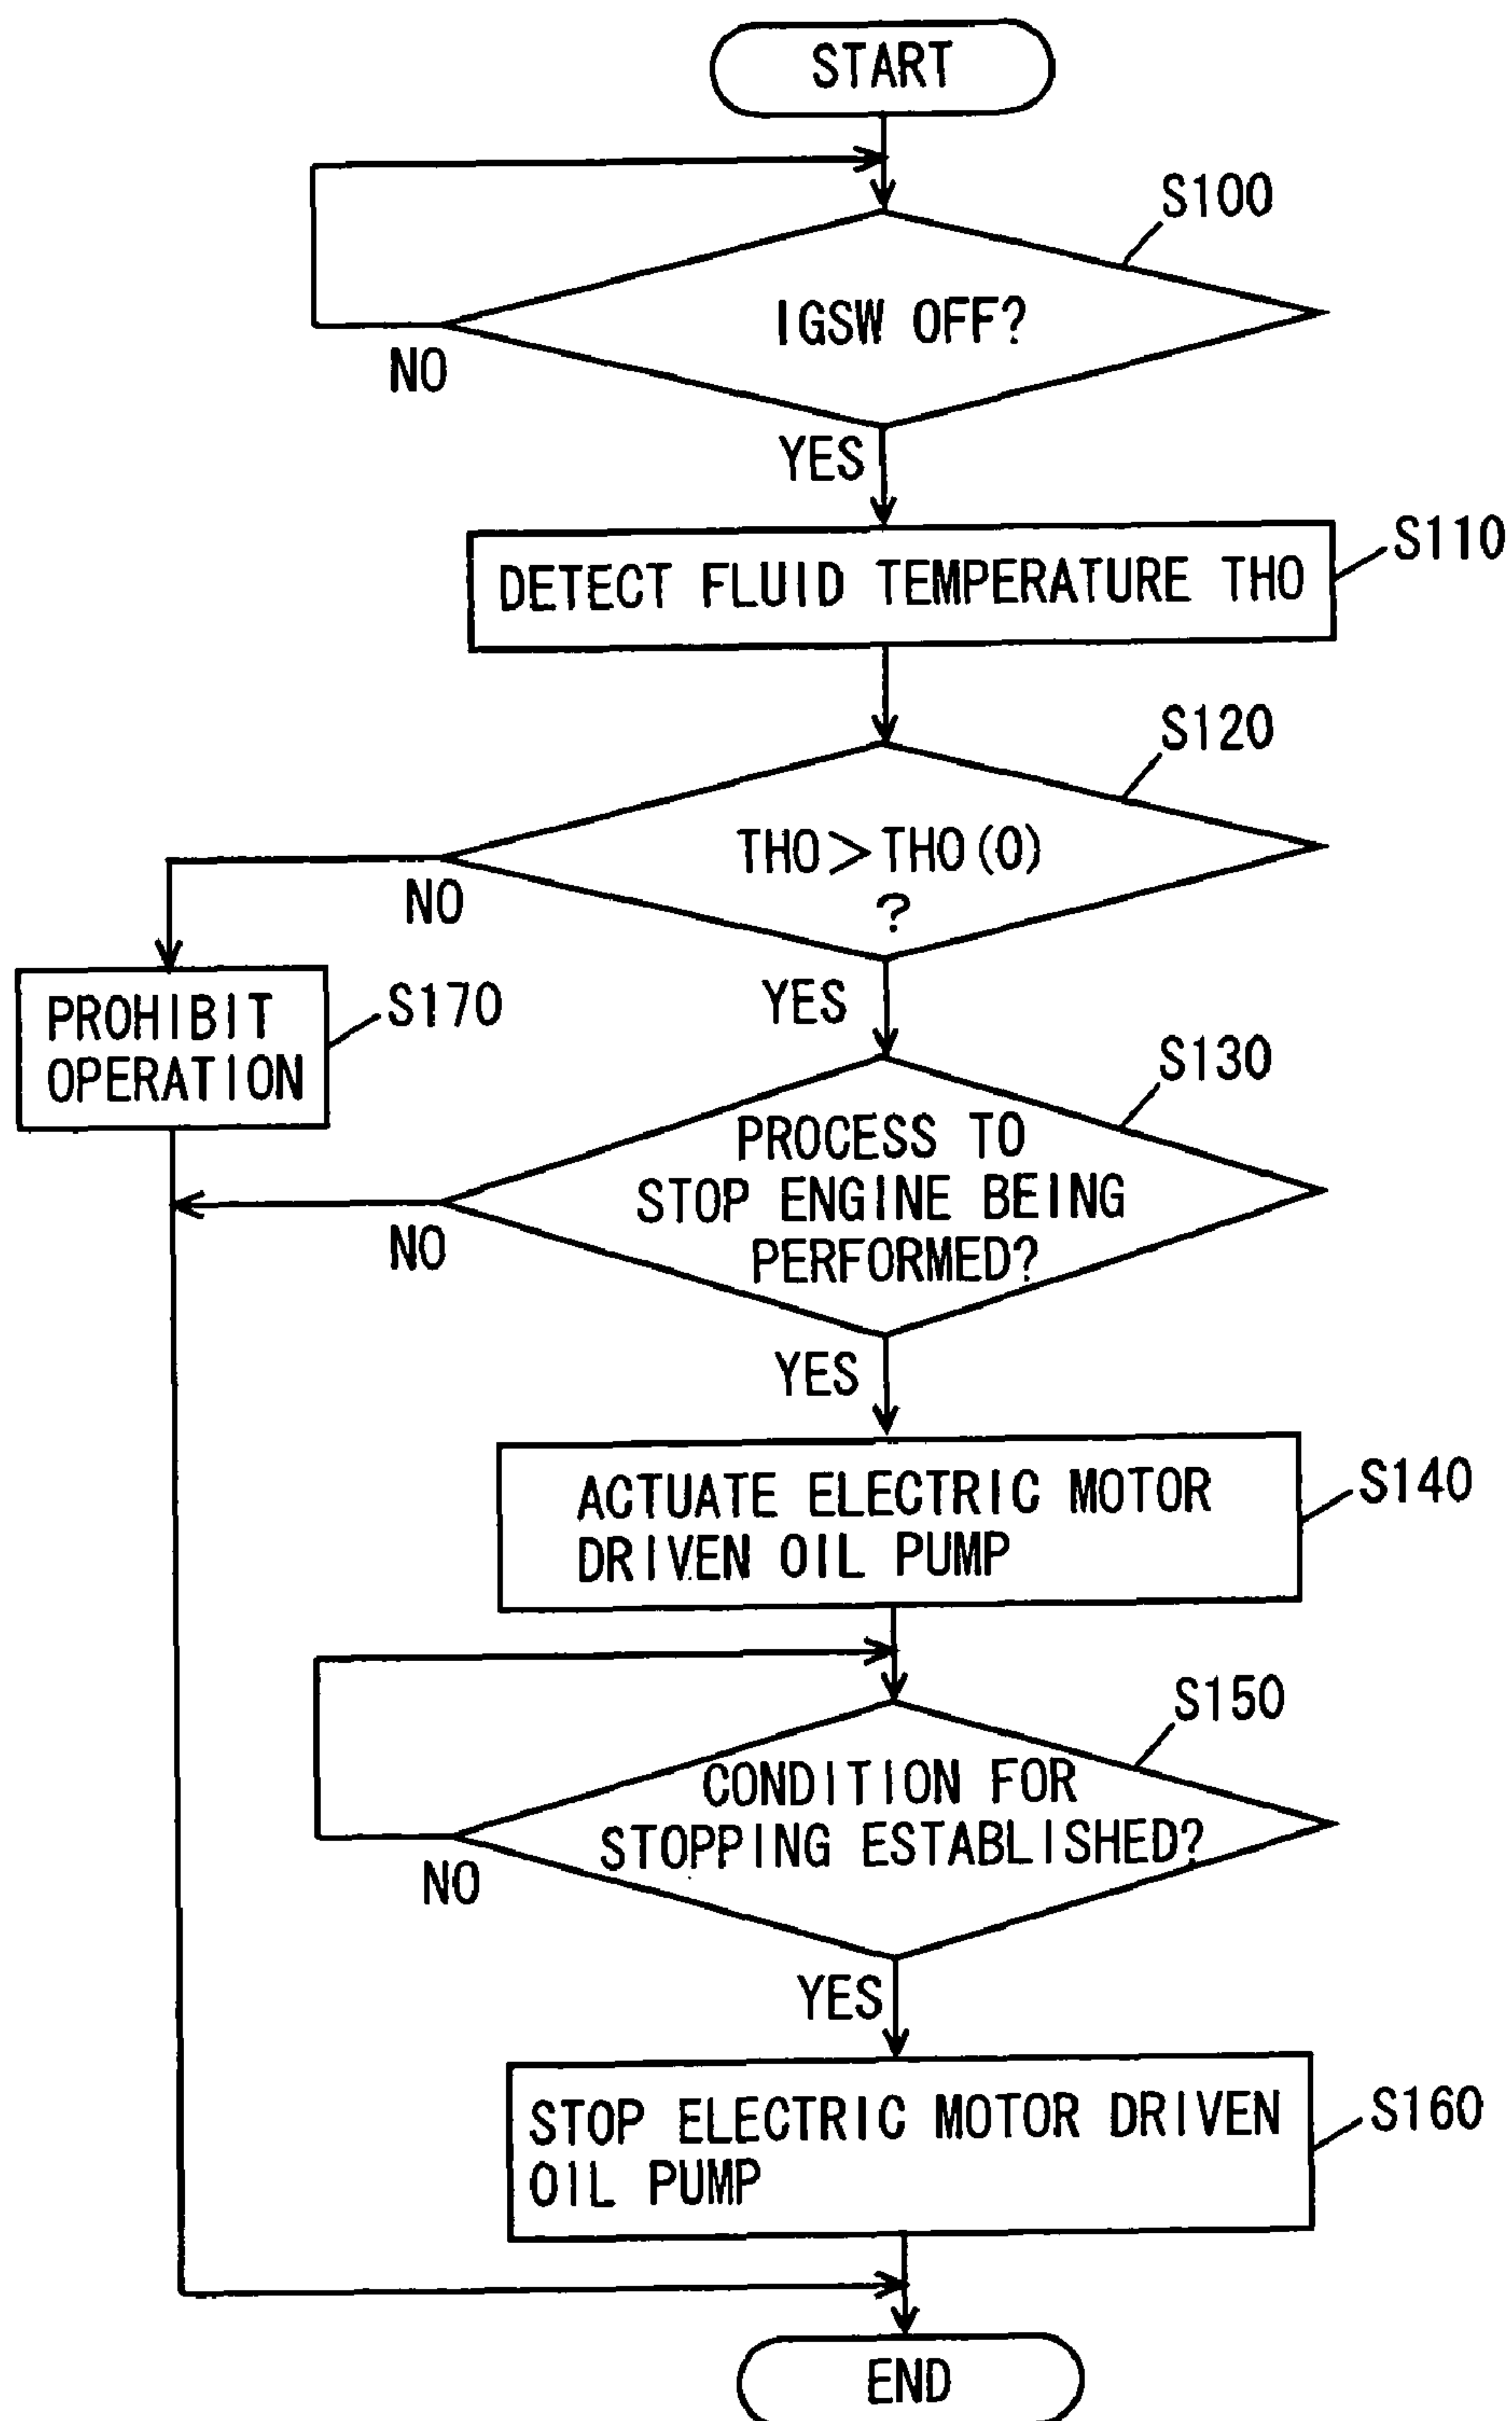 START
S100
IGSW OFF?
NO
YES
S110
DETECT FLUID TEMPERATURE THO
S120
THO>THO(0)
?
NO
YES
PROHIBIT
OPERATION
S170
S130
PROCESS TO
STOP ENGINE BEING
PERFORMED?
NO
YES
ACTUATE ELECTRIC MOTOR
DRIVEN OIL PUMP
S140
S150
CONDITION FOR
STOPPING ESTABLISHED?
NO
YES
STOP ELECTRIC MOTOR DRIVEN
OIL PUMP
S160
END